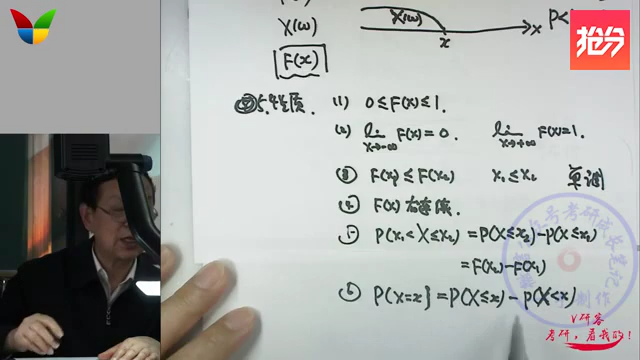 X(ω)
X(ω)
x
x
P<
抢分
F(x)
性质. (1) 0≤F(x)≤1.
(2) lim x→-∞ F(x)=0. lim x→+∞ F(x)=1.
③ F(x₁)≤F(x₂) x₁≤x₂ 单调
④ F(x)右连续.
P(x₁<X≤x₂)=P(X≤x₂)-P(X≤x₁)
=F(x₂)-F(x₁)
⑥ P{X=x}=P(X≤x)-P(X<x)
V研客
考研，看我的！